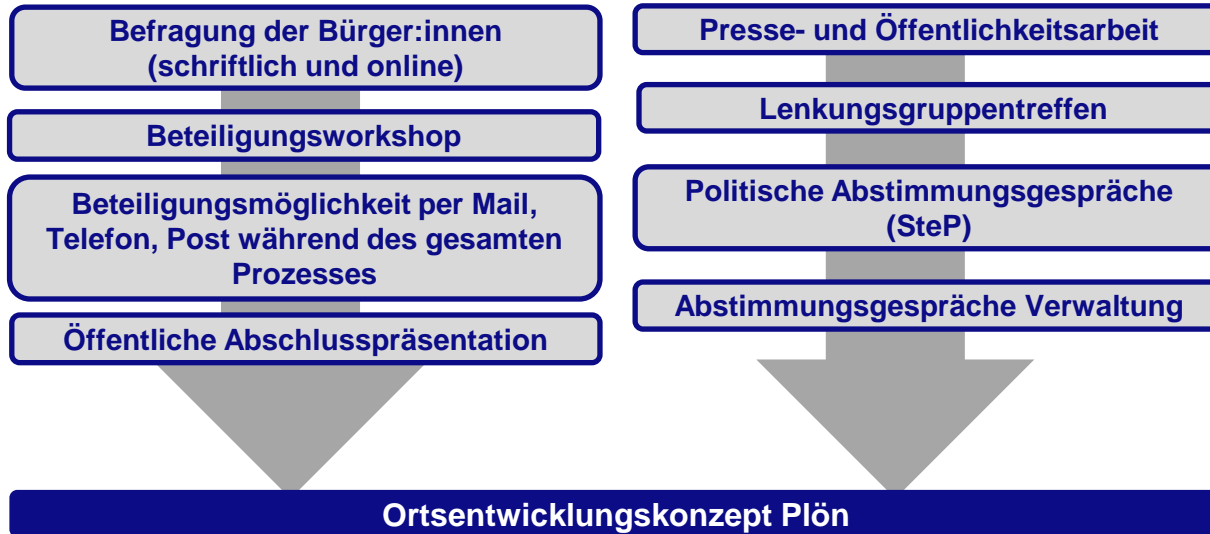 Befragung der Bürger:innen
(schriftlich und online)
Beteiligungsworkshop
Beteiligungsmöglichkeit per Mail,
Telefon, Post während des gesamten
Prozesses
Öffentliche Abschlusspräsentation
Presse- und Öffentlichkeitsarbeit
Lenkungsgruppentreffen
Politische Abstimmungsgespräche
(SteP)
Abstimmungsgespräche Verwaltung
Ortsentwicklungskonzept Plön